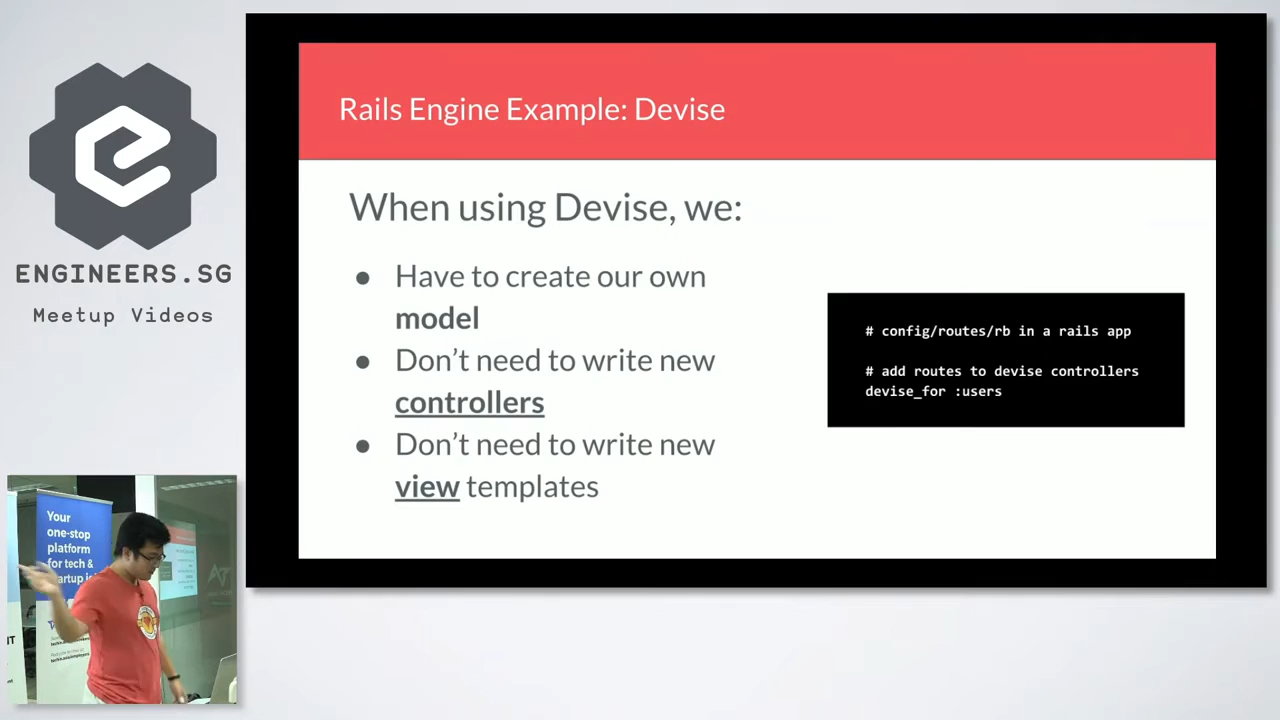 ENGINEERS.SG
Meetup Videos
Rails Engine Example: Devise
When using Devise, we:
● Have to create our own
model
● Don't need to write new
controllers
● Don't need to write new
view templates
# config/routes/rb in a rails app
# add routes to devise controllers
devise_for :users
Your
one-stop
platform
for tech &